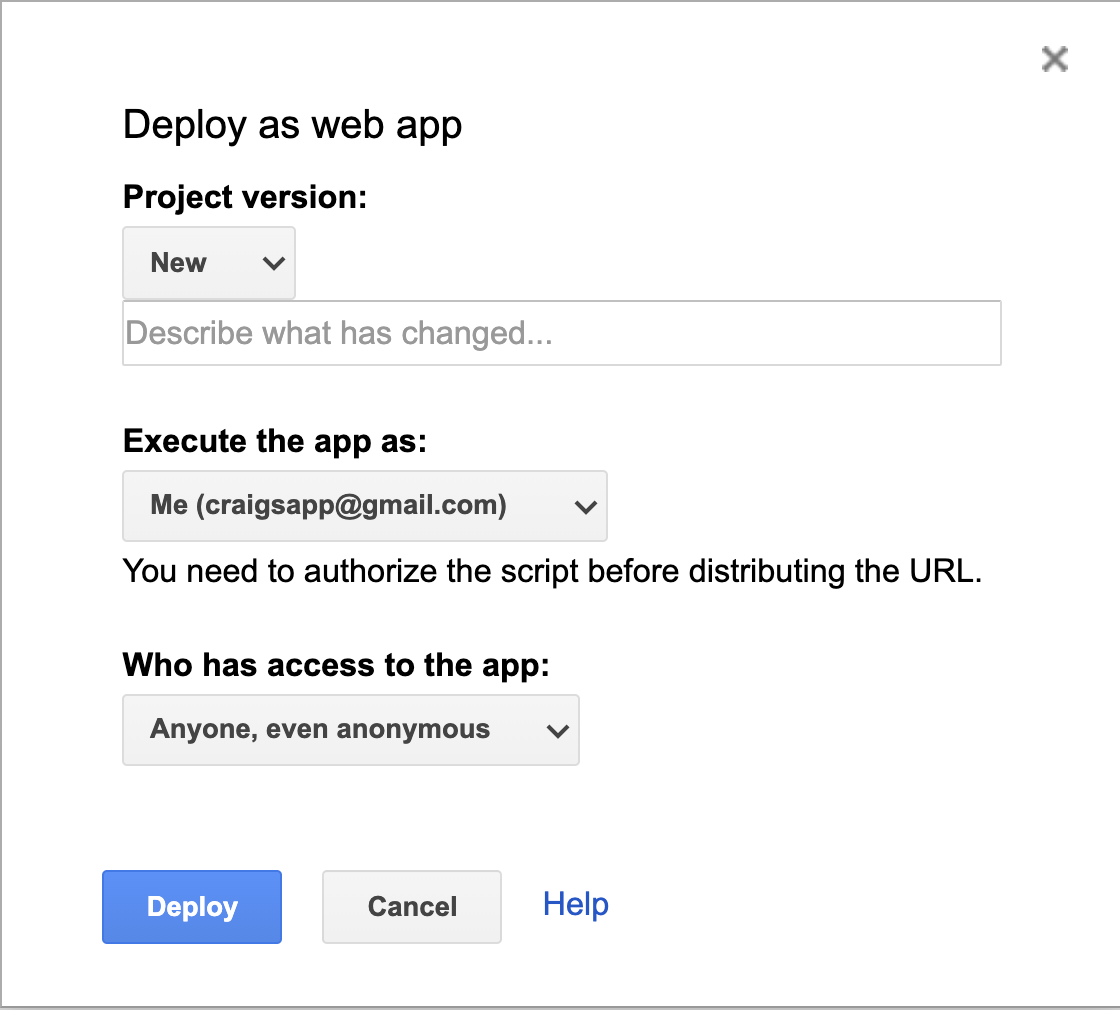 Deploy as web app
Project version:
New
Describe what has changed...
Execute the app as:
Me (craigsapp@gmail.com)
You need to authorize the script before distributing the URL.
Who has access to the app:
Anyone, even anonymous
Deploy Cancel Help